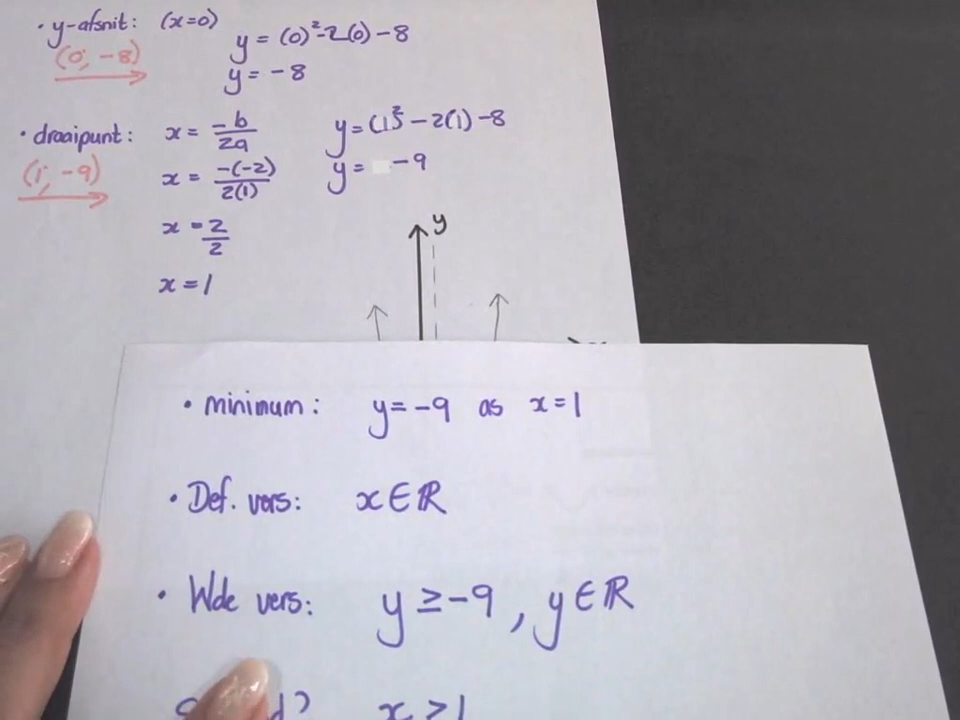 • y-afsnit: (x=0) y = (0)²-2(0) - 8
(0; -8) y = -8
• draaipunt: x = -b/2a y = (1)² - 2(1) - 8
(1; -9) x = -(-2)/2(1) y = -9
x = 2/2
x = 1
y
• minimum: y = -9 as x = 1
• Def. vers: x ∈ ℝ
• Wde vers: y ≥ -9, y ∈ ℝ
x > 1